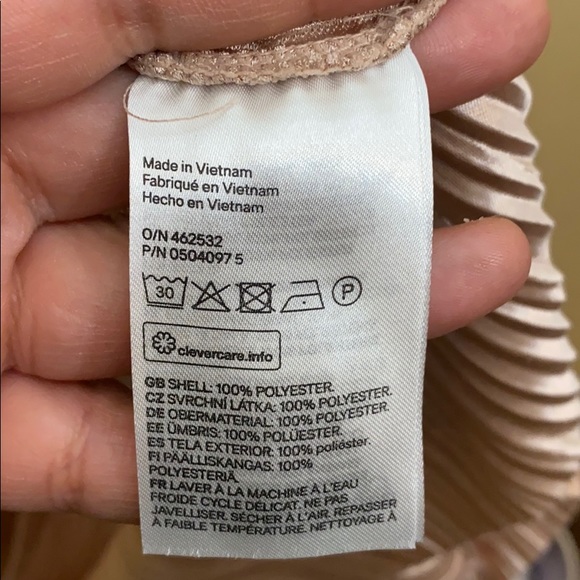 Made in Vietnam
Fabriqué en Vietnam
Hecho en Vietnam
O/N 462532
P/N 0504097 5
30
P
clevercare.info
GB SHELL: 100% POLYESTER.
CZ SVRCHNÍ LÁTKA: 100% POLYESTER.
DE OBERMATERIAL: 100% POLYESTER.
EE ÜMBRIS: 100% POLÜESTER.
ES TELA EXTERIOR: 100% poliéster.
FI PÄÄLLISKANGAS: 100%
POLYESTERIÄ.
FR LAVER À LA MACHINE À L'EAU
FROIDE CYCLE DÉLICAT. NE PAS
JAVELLISER. SÉCHER À L'AIR. REPASSER
À FAIBLE TEMPÉRATURE. NETTOYAGE À